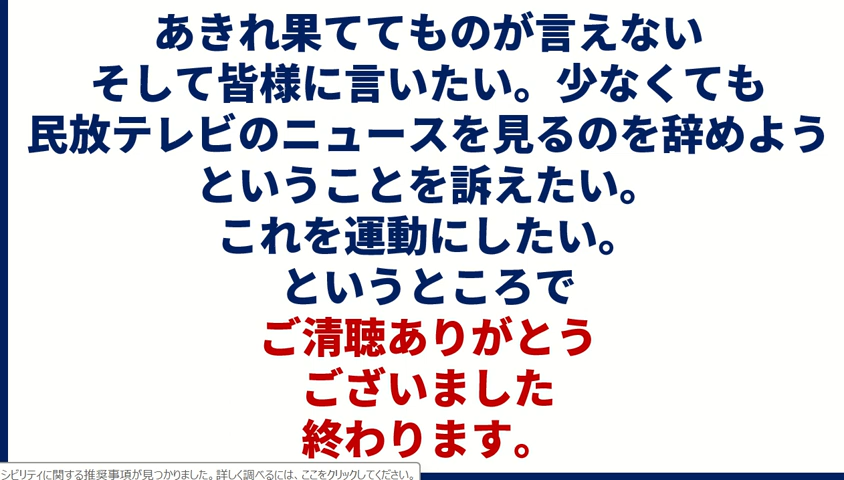 あきれ果ててものが言えない
そして皆様に言いたい。少なくても
民放テレビのニュースを見るのを辞めよう
ということを訴えたい。
これを運動にしたい。
というところで
ご清聴ありがとう
ございました
終わります。
シビリティに関する推奨事項が見つかりました。詳しく調べるには、ここをクリックしてください。